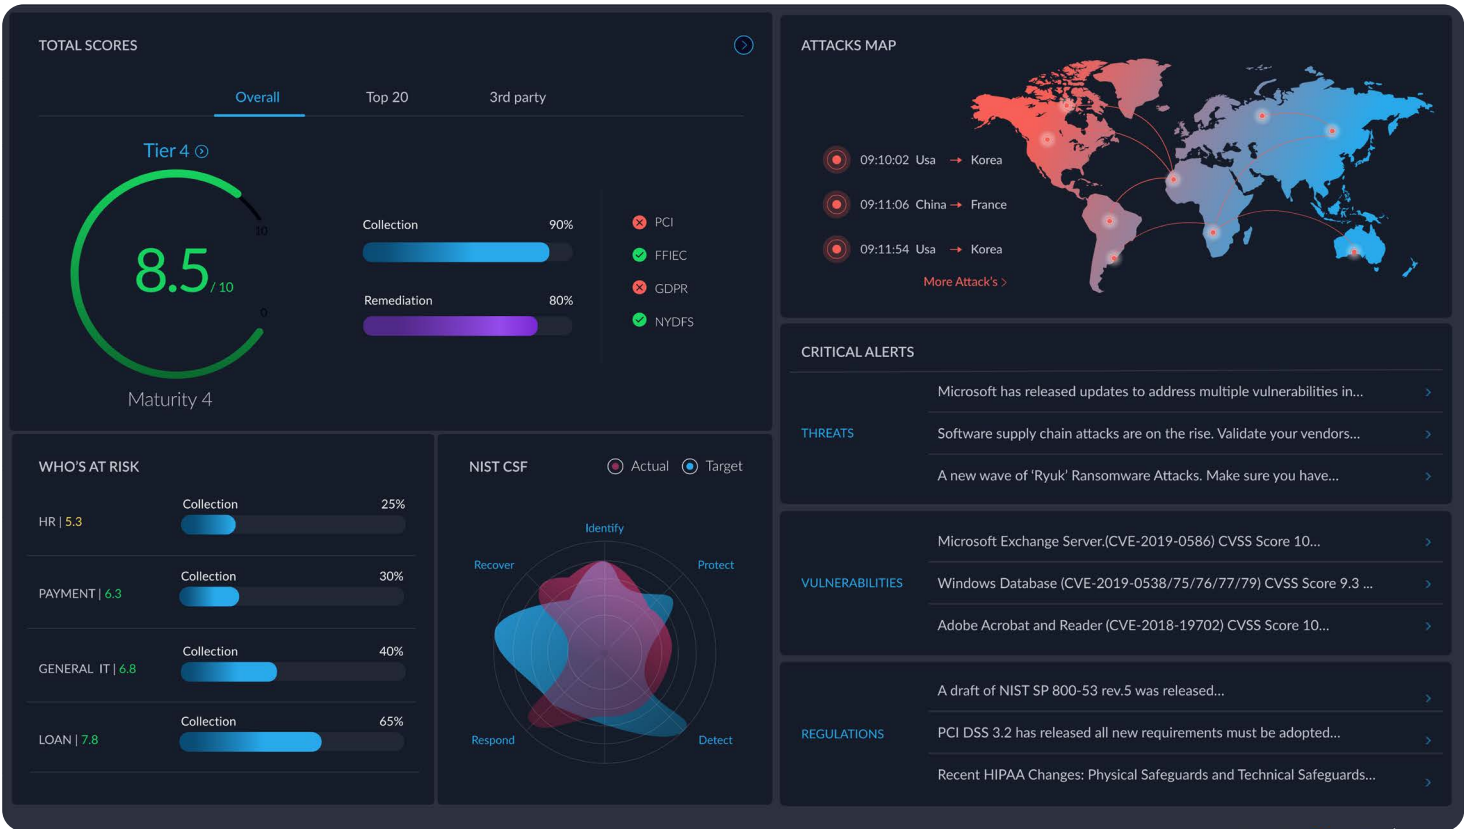 TOTAL SCORES
Overall
Top 20
3rd party
Tier 4
10
8.5 / 10
0
Maturity 4
Collection 90%
Remediation 80%
PCI
FFIEC
GDPR
NYDFS
WHO'S AT RISK
Collection 25%
HR | 5.3
Collection 30%
PAYMENT | 6.3
Collection 40%
GENERAL IT | 6.8
Collection 65%
LOAN | 7.8
NIST CSF
Actual
Target
Identify
Recover
Protect
Respond
Detect
ATTACKS MAP
09:10:02 Usa → Korea
09:11:06 China → France
09:11:54 Usa → Korea
More Attack's >
CRITICAL ALERTS
THREATS
Microsoft has released updates to address multiple vulnerabilities in...
Software supply chain attacks are on the rise. Validate your vendors...
A new wave of ‘Ryuk’ Ransomware Attacks. Make sure you have...
VULNERABILITIES
Microsoft Exchange Server.(CVE-2019-0586) CVSS Score 10...
Windows Database (CVE-2019-0538/75/76/77/79) CVSS Score 9.3 ...
Adobe Acrobat and Reader (CVE-2018-19702) CVSS Score 10...
REGULATIONS
A draft of NIST SP 800-53 rev.5 was released...
PCI DSS 3.2 has released all new requirements must be adopted...
Recent HIPAA Changes: Physical Safeguards and Technical Safeguards...